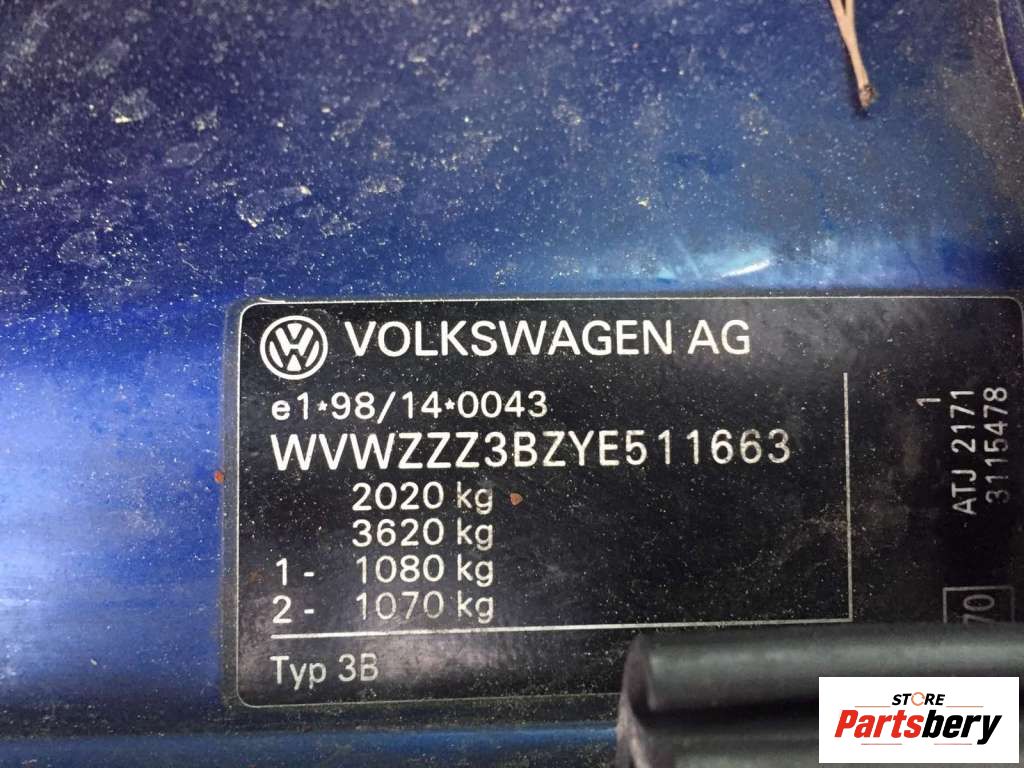 VOLKSWAGEN AG
e1*98/14*0043
WVWZZZ3BZYE511663
2020 kg
3620 kg
1 - 1080 kg
2 - 1070 kg
Typ 3B
1
ATJ 2171
3115478
70
STORE
Partsbery